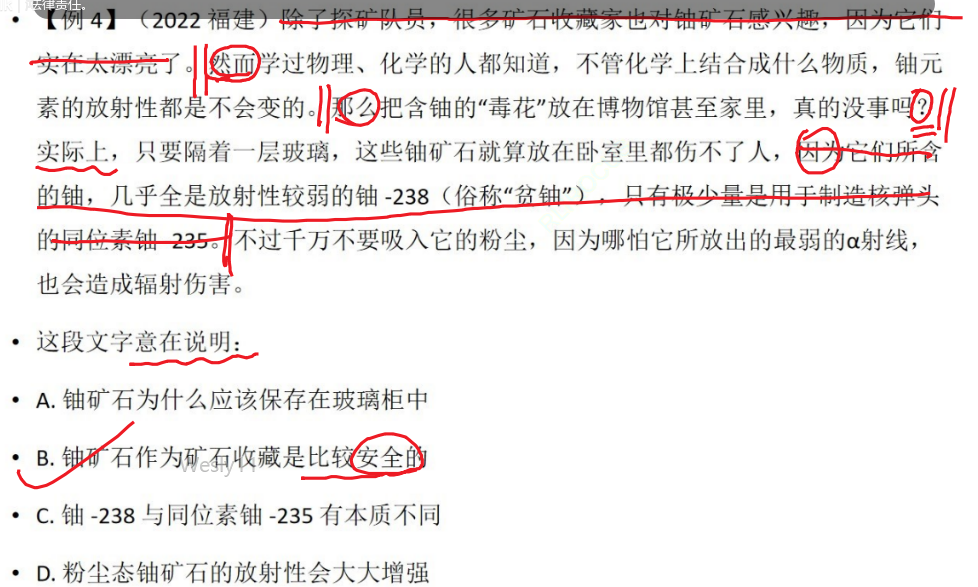 法律责任。
• 【例 4】（2022 福建）除了探矿队员，很多矿石收藏家也对铀矿石感兴趣，因为它们
实在太漂亮了。然而学过物理、化学的人都知道，不管化学上结合成什么物质，铀元
素的放射性都是不会变的。那么把含铀的“毒花”放在博物馆甚至家里，真的没事吗？
实际上，只要隔着一层玻璃，这些铀矿石就算放在卧室里都伤不了人，因为它们所含
的铀，几乎全是放射性较弱的铀 -238（俗称“贫铀”），只有极少量是用于制造核弹头
的同位素铀 -235。不过千万不要吸入它的粉尘，因为哪怕它所放出的最弱的α射线，
也会造成辐射伤害。
• 这段文字意在说明：
• A. 铀矿石为什么应该保存在玻璃柜中
• B. 铀矿石作为矿石收藏是比较安全的
• C. 铀 -238 与同位素铀 -235 有本质不同
• D. 粉尘态铀矿石的放射性会大大增强